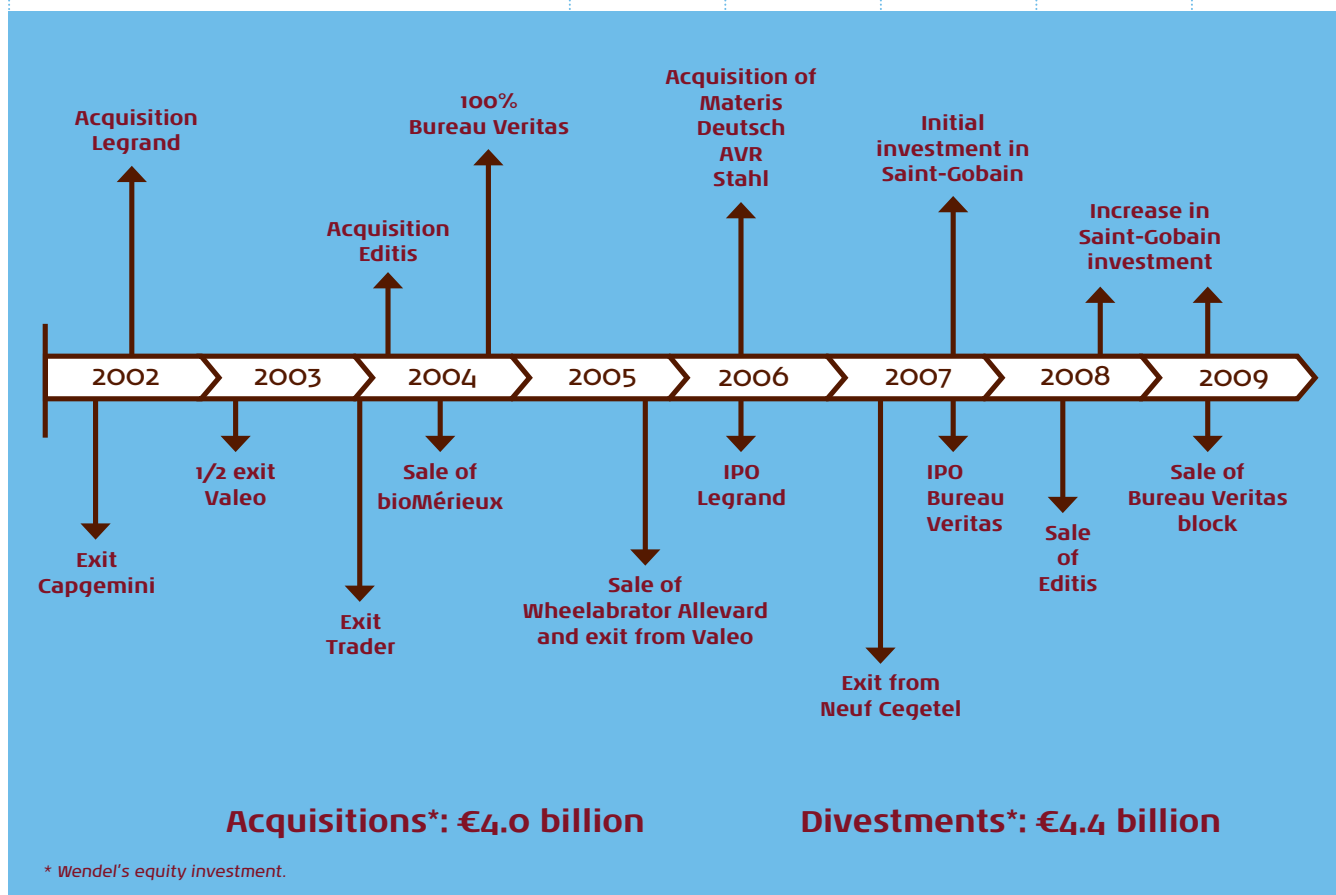 Acquisition
Legrand
Acquisition
Editis
100%
Bureau Veritas
Acquisition of
Materis
Deutsch
AVR
Stahl
Initial
investment in
Saint-Gobain
Increase in
Saint-Gobain
investment
2002
2003
2004
2005
2006
2007
2008
2009
Exit
Capgemini
1/2 exit
Valeo
Exit
Trader
Sale of
bioMérieux
Sale of
Wheelabrator Allevard
and exit from Valeo
IPO
Legrand
Exit from
Neuf Cegetel
IPO
Bureau
Veritas
Sale
of
Editis
Sale of
Bureau Veritas
block
Acquisitions*: €4.0 billion
Divestments*: €4.4 billion
* Wendel's equity investment.